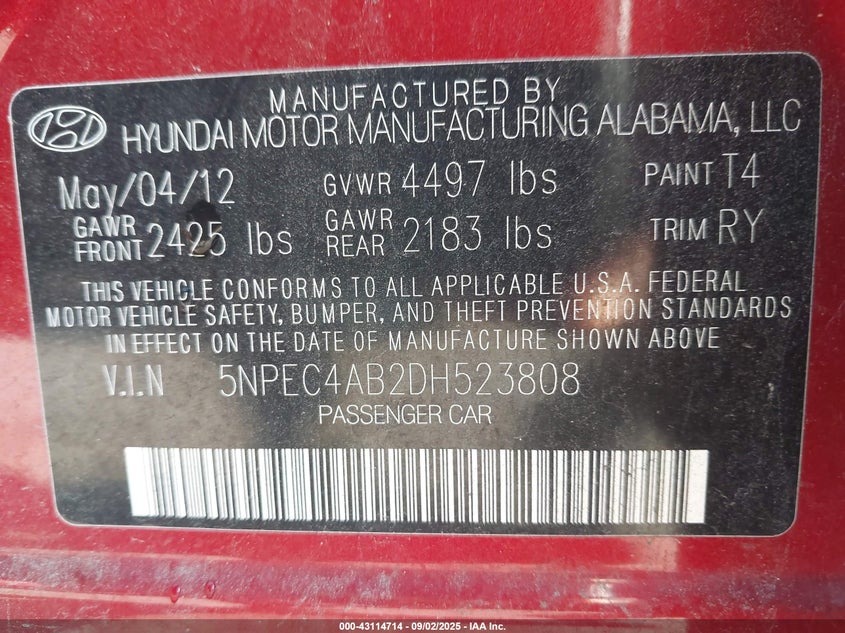 MANUFACTURED BY
HYUNDAI MOTOR MANUFACTURING ALABAMA, LLC
May/04/12 GVWR 4497 lbs PAINT T4
GAWR FRONT 2425 lbs GAWR REAR 2183 lbs TRIM RY
THIS VEHICLE CONFORMS TO ALL APPLICABLE U.S.A. FEDERAL
MOTOR VEHICLE SAFETY, BUMPER, AND THEFT PREVENTION STANDARDS
IN EFFECT ON THE DATE OF MANUFACTURE SHOWN ABOVE
V.I.N 5NPEC4AB2DH523808
PASSENGER CAR
000-43114714 - 09/02/2025 - IAA Inc.